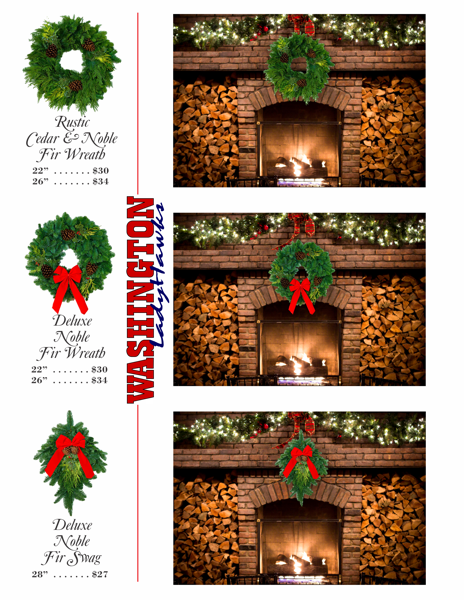 Rustic
Cedar & Noble
Fir Wreath
22” . . . . . . . $30
26” . . . . . . . $34
WASHINGTON
LadyHawks
Deluxe
Noble
Fir Wreath
22” . . . . . . . $30
26” . . . . . . . $34
Deluxe
Noble
Fir Swag
28” . . . . . . . $27